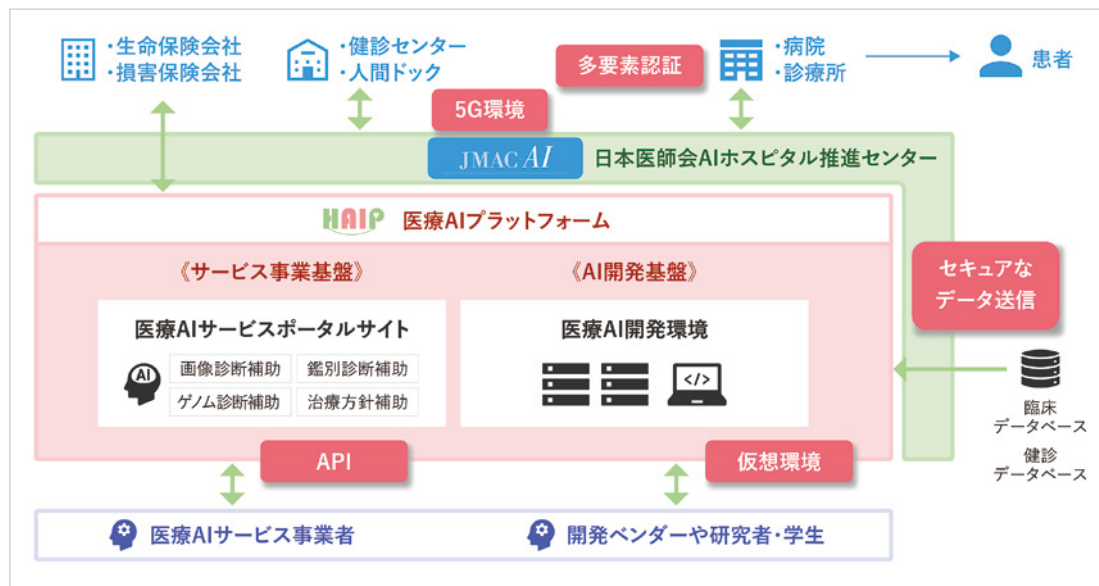 ・生命保険会社
・損害保険会社
・健診センター
・人間ドック
多要素認証
・病院
・診療所
患者
5G環境
JMAC AI
日本医師会AIホスピタル推進センター
HAIP 医療AIプラットフォーム
《サービス事業基盤》
《AI開発基盤》
セキュアな
データ送信
医療AIサービスポータルサイト
AI
画像診断補助
鑑別診断補助
ゲノム診断補助
治療方針補助
医療AI開発環境
</>
臨床
データベース
健診
データベース
API
仮想環境
医療AIサービス事業者
開発ベンダーや研究者・学生